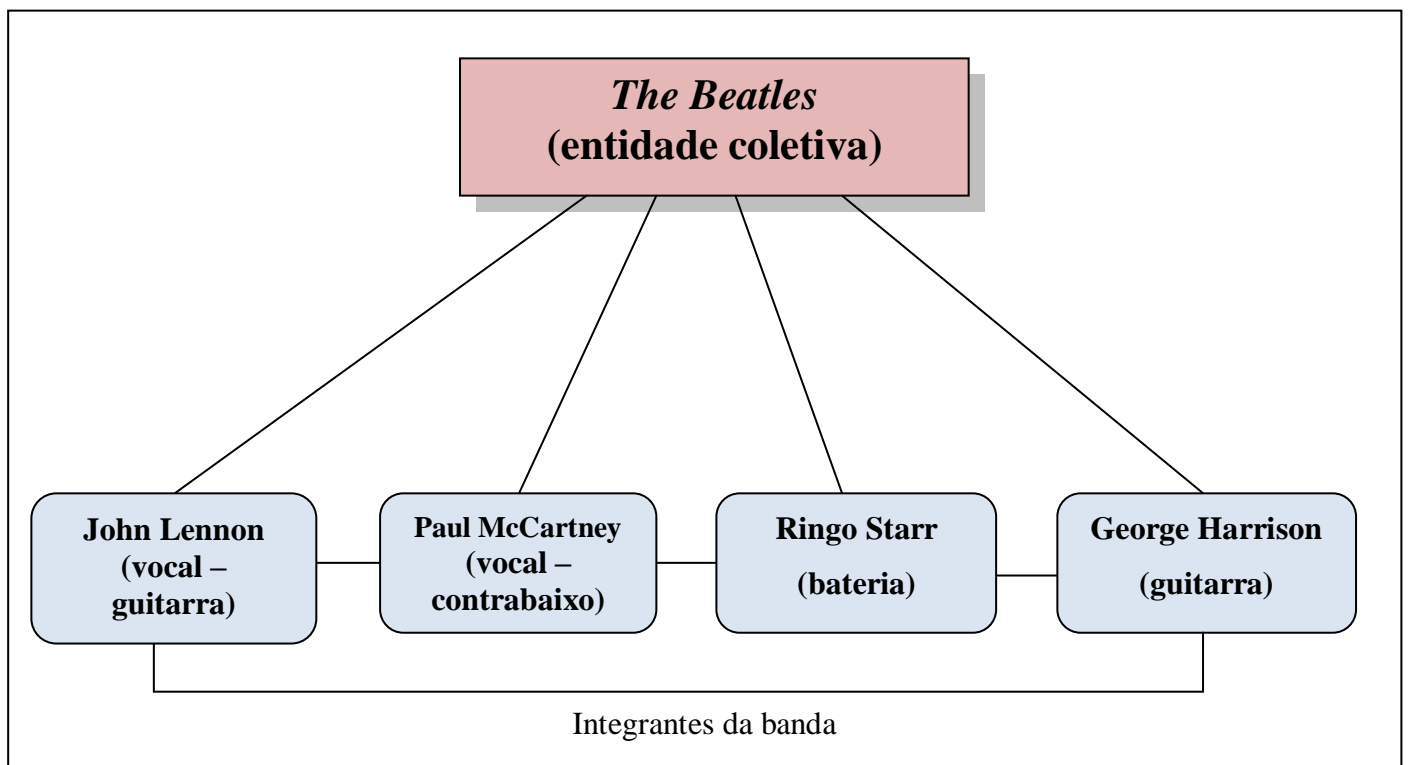 The Beatles
(entidade coletiva)
John Lennon
(vocal –
guitarra)
Paul McCartney
(vocal –
contrabaixo)
Ringo Starr
(bateria)
George Harrison
(guitarra)
Integrantes da banda